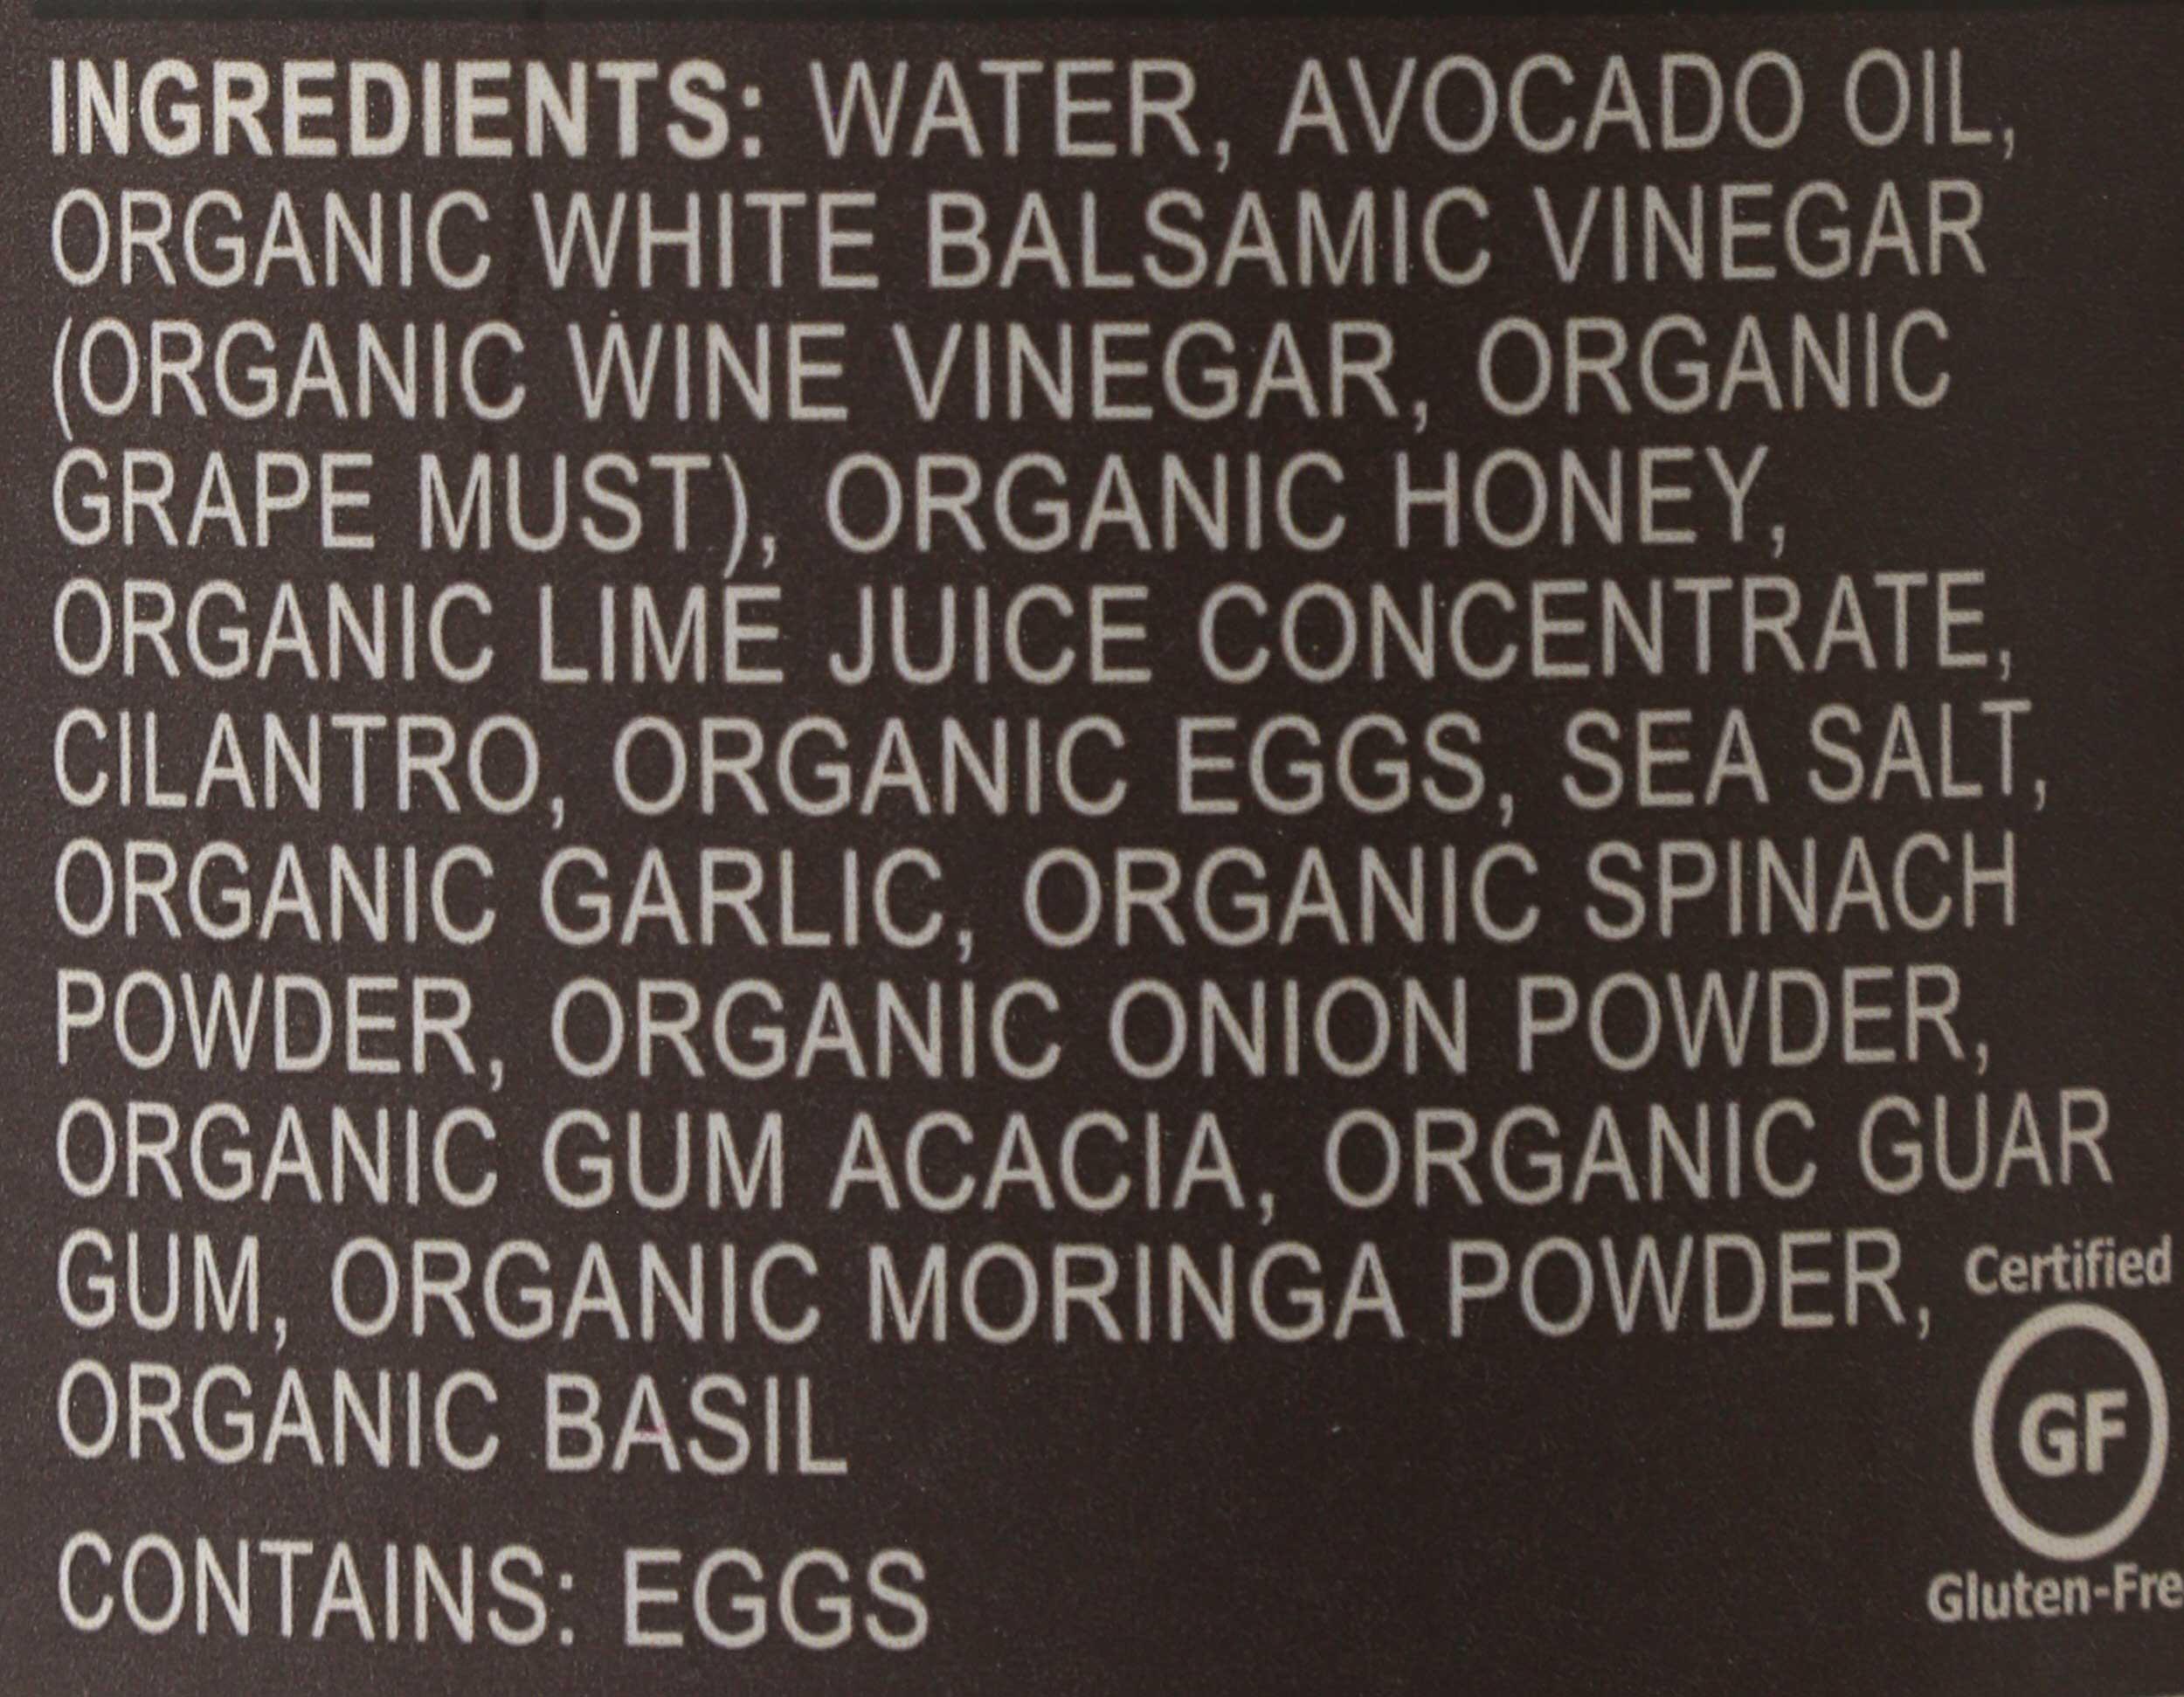 INGREDIENTS: WATER, AVOCADO OIL,
ORGANIC WHITE BALSAMIC VINEGAR
(ORGANIC WINE VINEGAR, ORGANIC
GRAPE MUST), ORGANIC HONEY,
ORGANIC LIME JUICE CONCENTRATE,
CILANTRO, ORGANIC EGGS, SEA SALT,
ORGANIC GARLIC, ORGANIC SPINACH
POWDER, ORGANIC ONION POWDER,
ORGANIC GUM ACACIA, ORGANIC GUAR
GUM, ORGANIC MORINGA POWDER,
ORGANIC BASIL
CONTAINS: EGGS
Certified
GF
Gluten-Fre